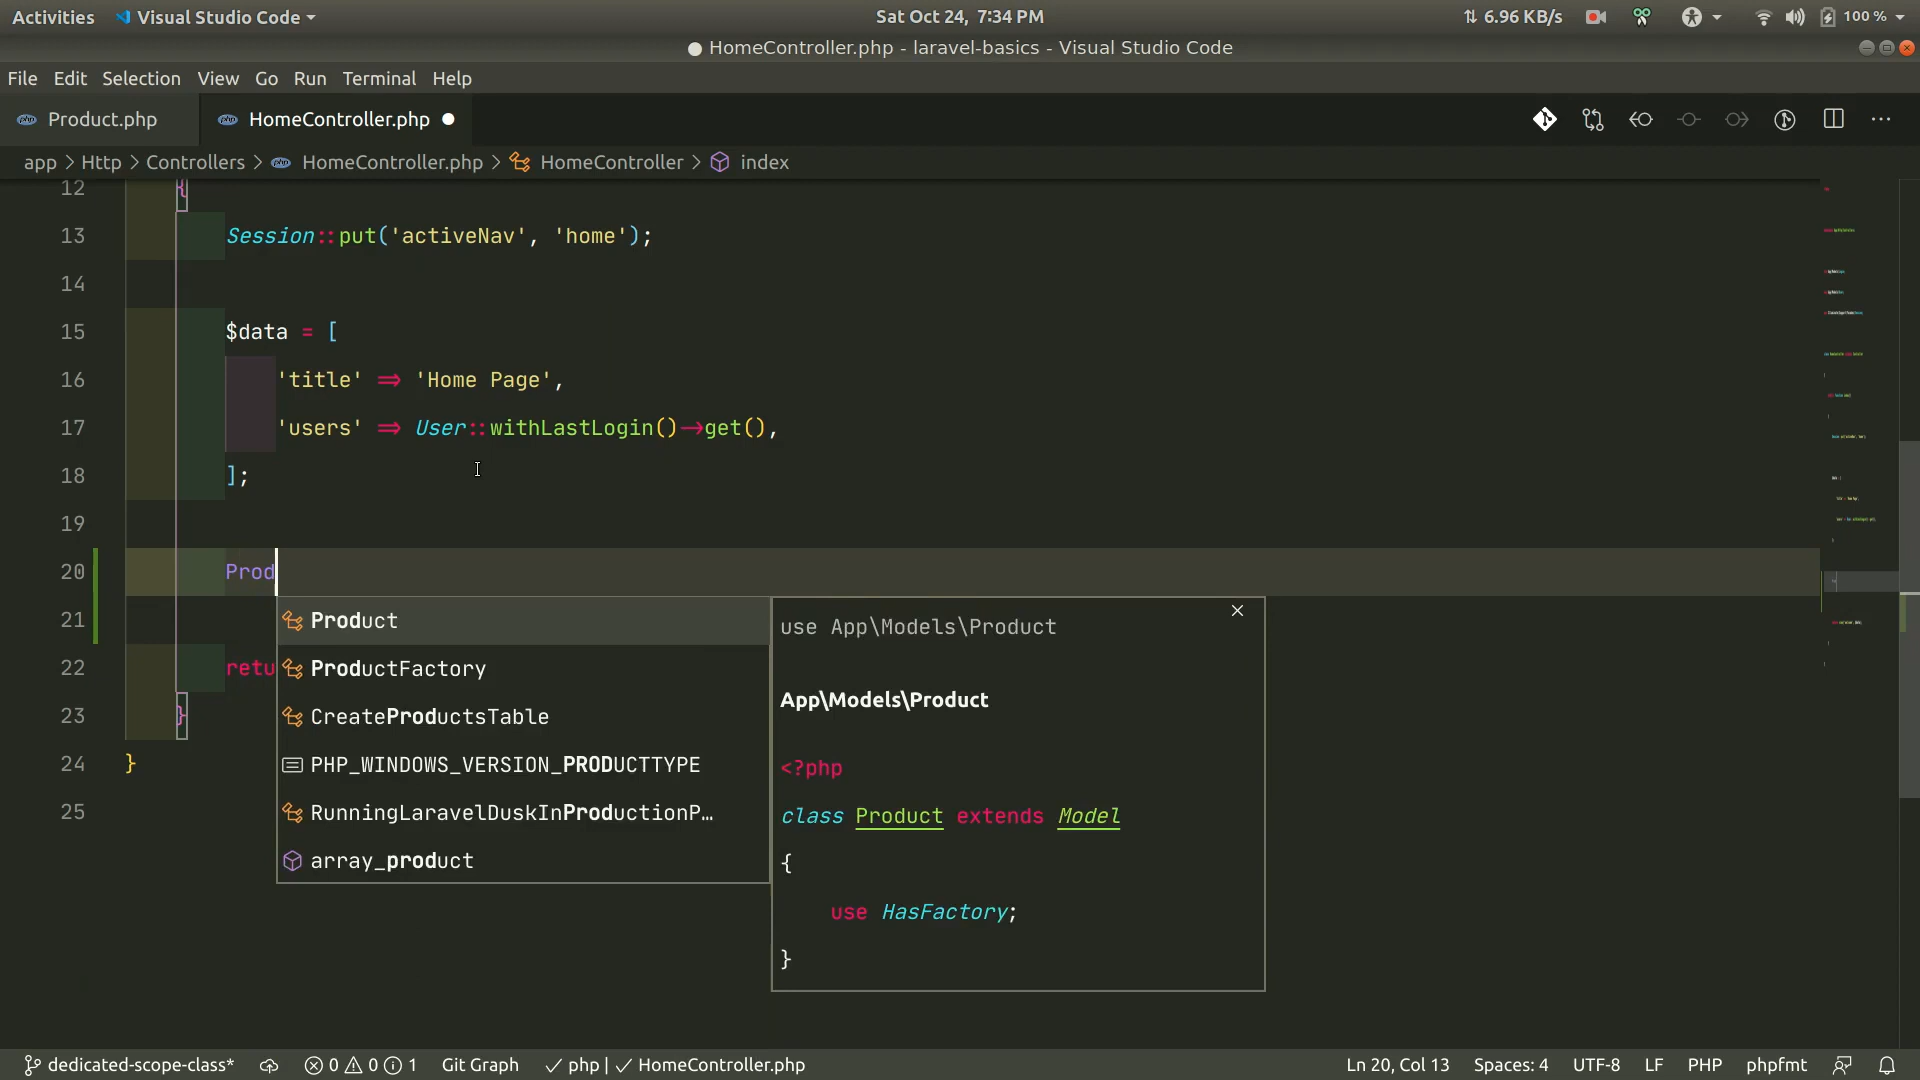 Activities Visual Studio Code Sat Oct 24, 7:34 PM 6.96 KB/s 100 %
HomeController.php - laravel-basics - Visual Studio Code
File Edit Selection View Go Run Terminal Help
Product.php HomeController.php
app > Http > Controllers > HomeController.php > HomeController > index
12 {
13 Session::put('activeNav', 'home');
14
15 $data = [
16 'title' => 'Home Page',
17 'users' => User::withLastLogin()->get(),
18 ];
19
20 Prod
21 Product
22 retu ProductFactory
23 } CreateProductsTable
24 } PHP_WINDOWS_VERSION_PRODUCTTYPE
25 RunningLaravelDuskInProductionP…
array_product
use App\Models\Product
App\Models\Product
<?php
class Product extends Model
{
use HasFactory;
}
dedicated-scope-class* 0 0 1 Git Graph php | HomeController.php Ln 20, Col 13 Spaces: 4 UTF-8 LF PHP phpfmt